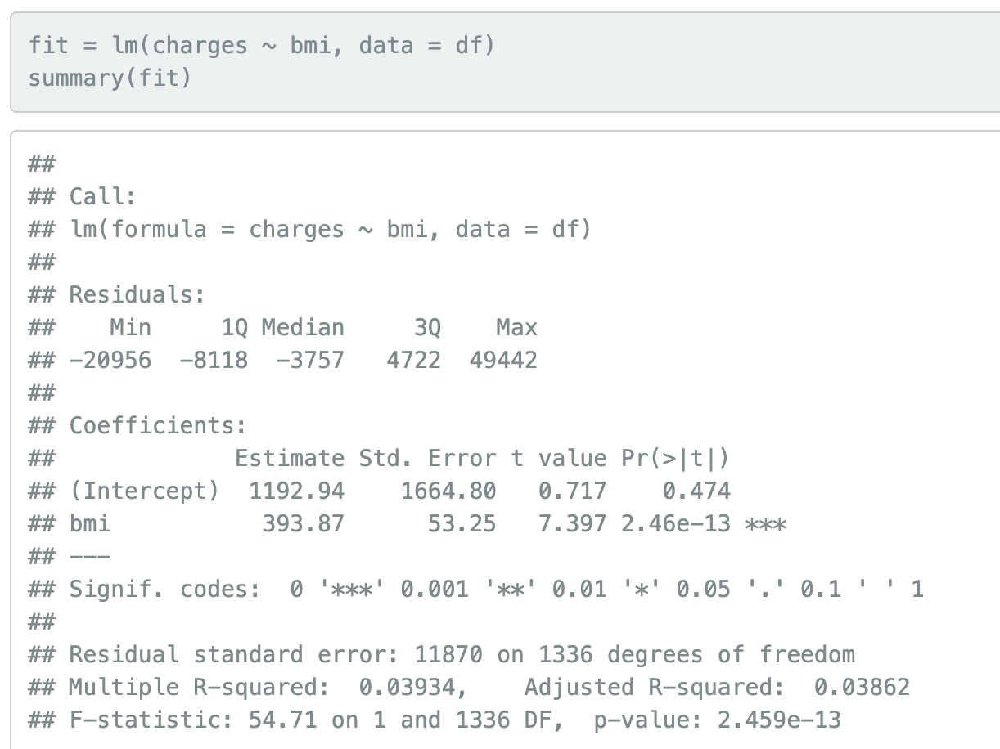 fit = lm(charges ~ bmi, data = df)
summary(fit)
##
## Call:
## lm(formula = charges ~ bmi, data = df)
##
## Residuals:
##    Min     1Q Median     3Q    Max
## -20956  -8118  -3757   4722  49442
##
## Coefficients:
##             Estimate Std. Error t value Pr(>|t|)
## (Intercept)  1192.94    1664.80   0.717    0.474
## bmi           393.87      53.25   7.397 2.46e-13 ***
## ---
## Signif. codes:  0 '***' 0.001 '**' 0.01 '*' 0.05 '.' 0.1 ' ' 1
##
## Residual standard error: 11870 on 1336 degrees of freedom
## Multiple R-squared:  0.03934,    Adjusted R-squared:  0.03862
## F-statistic: 54.71 on 1 and 1336 DF,  p-value: 2.459e-13